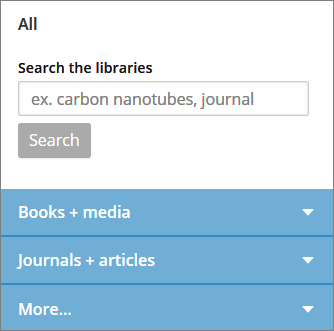 All
Search the libraries
ex. carbon nanotubes, journal
Search
Books + media
Journals + articles
More...